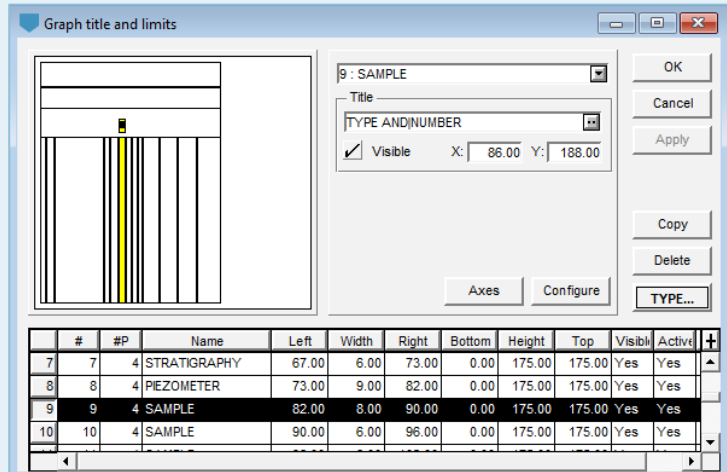 Graph title and limits
9 : SAMPLE
OK
Title
Cancel
TYPE AND|NUMBER
Apply
Visible X: 86.00 Y: 188.00
Copy
Delete
Axes Configure TYPE...
# #P Name Left Width Right Bottom Height Top Visibl Active
7 7 4 STRATIGRAPHY 67.00 6.00 73.00 0.00 175.00 175.00 Yes Yes
8 8 4 PIEZOMETER 73.00 9.00 82.00 0.00 175.00 175.00 Yes Yes
9 9 4 SAMPLE 82.00 8.00 90.00 0.00 175.00 175.00 Yes Yes
10 10 4 SAMPLE 90.00 6.00 96.00 0.00 175.00 175.00 Yes Yes